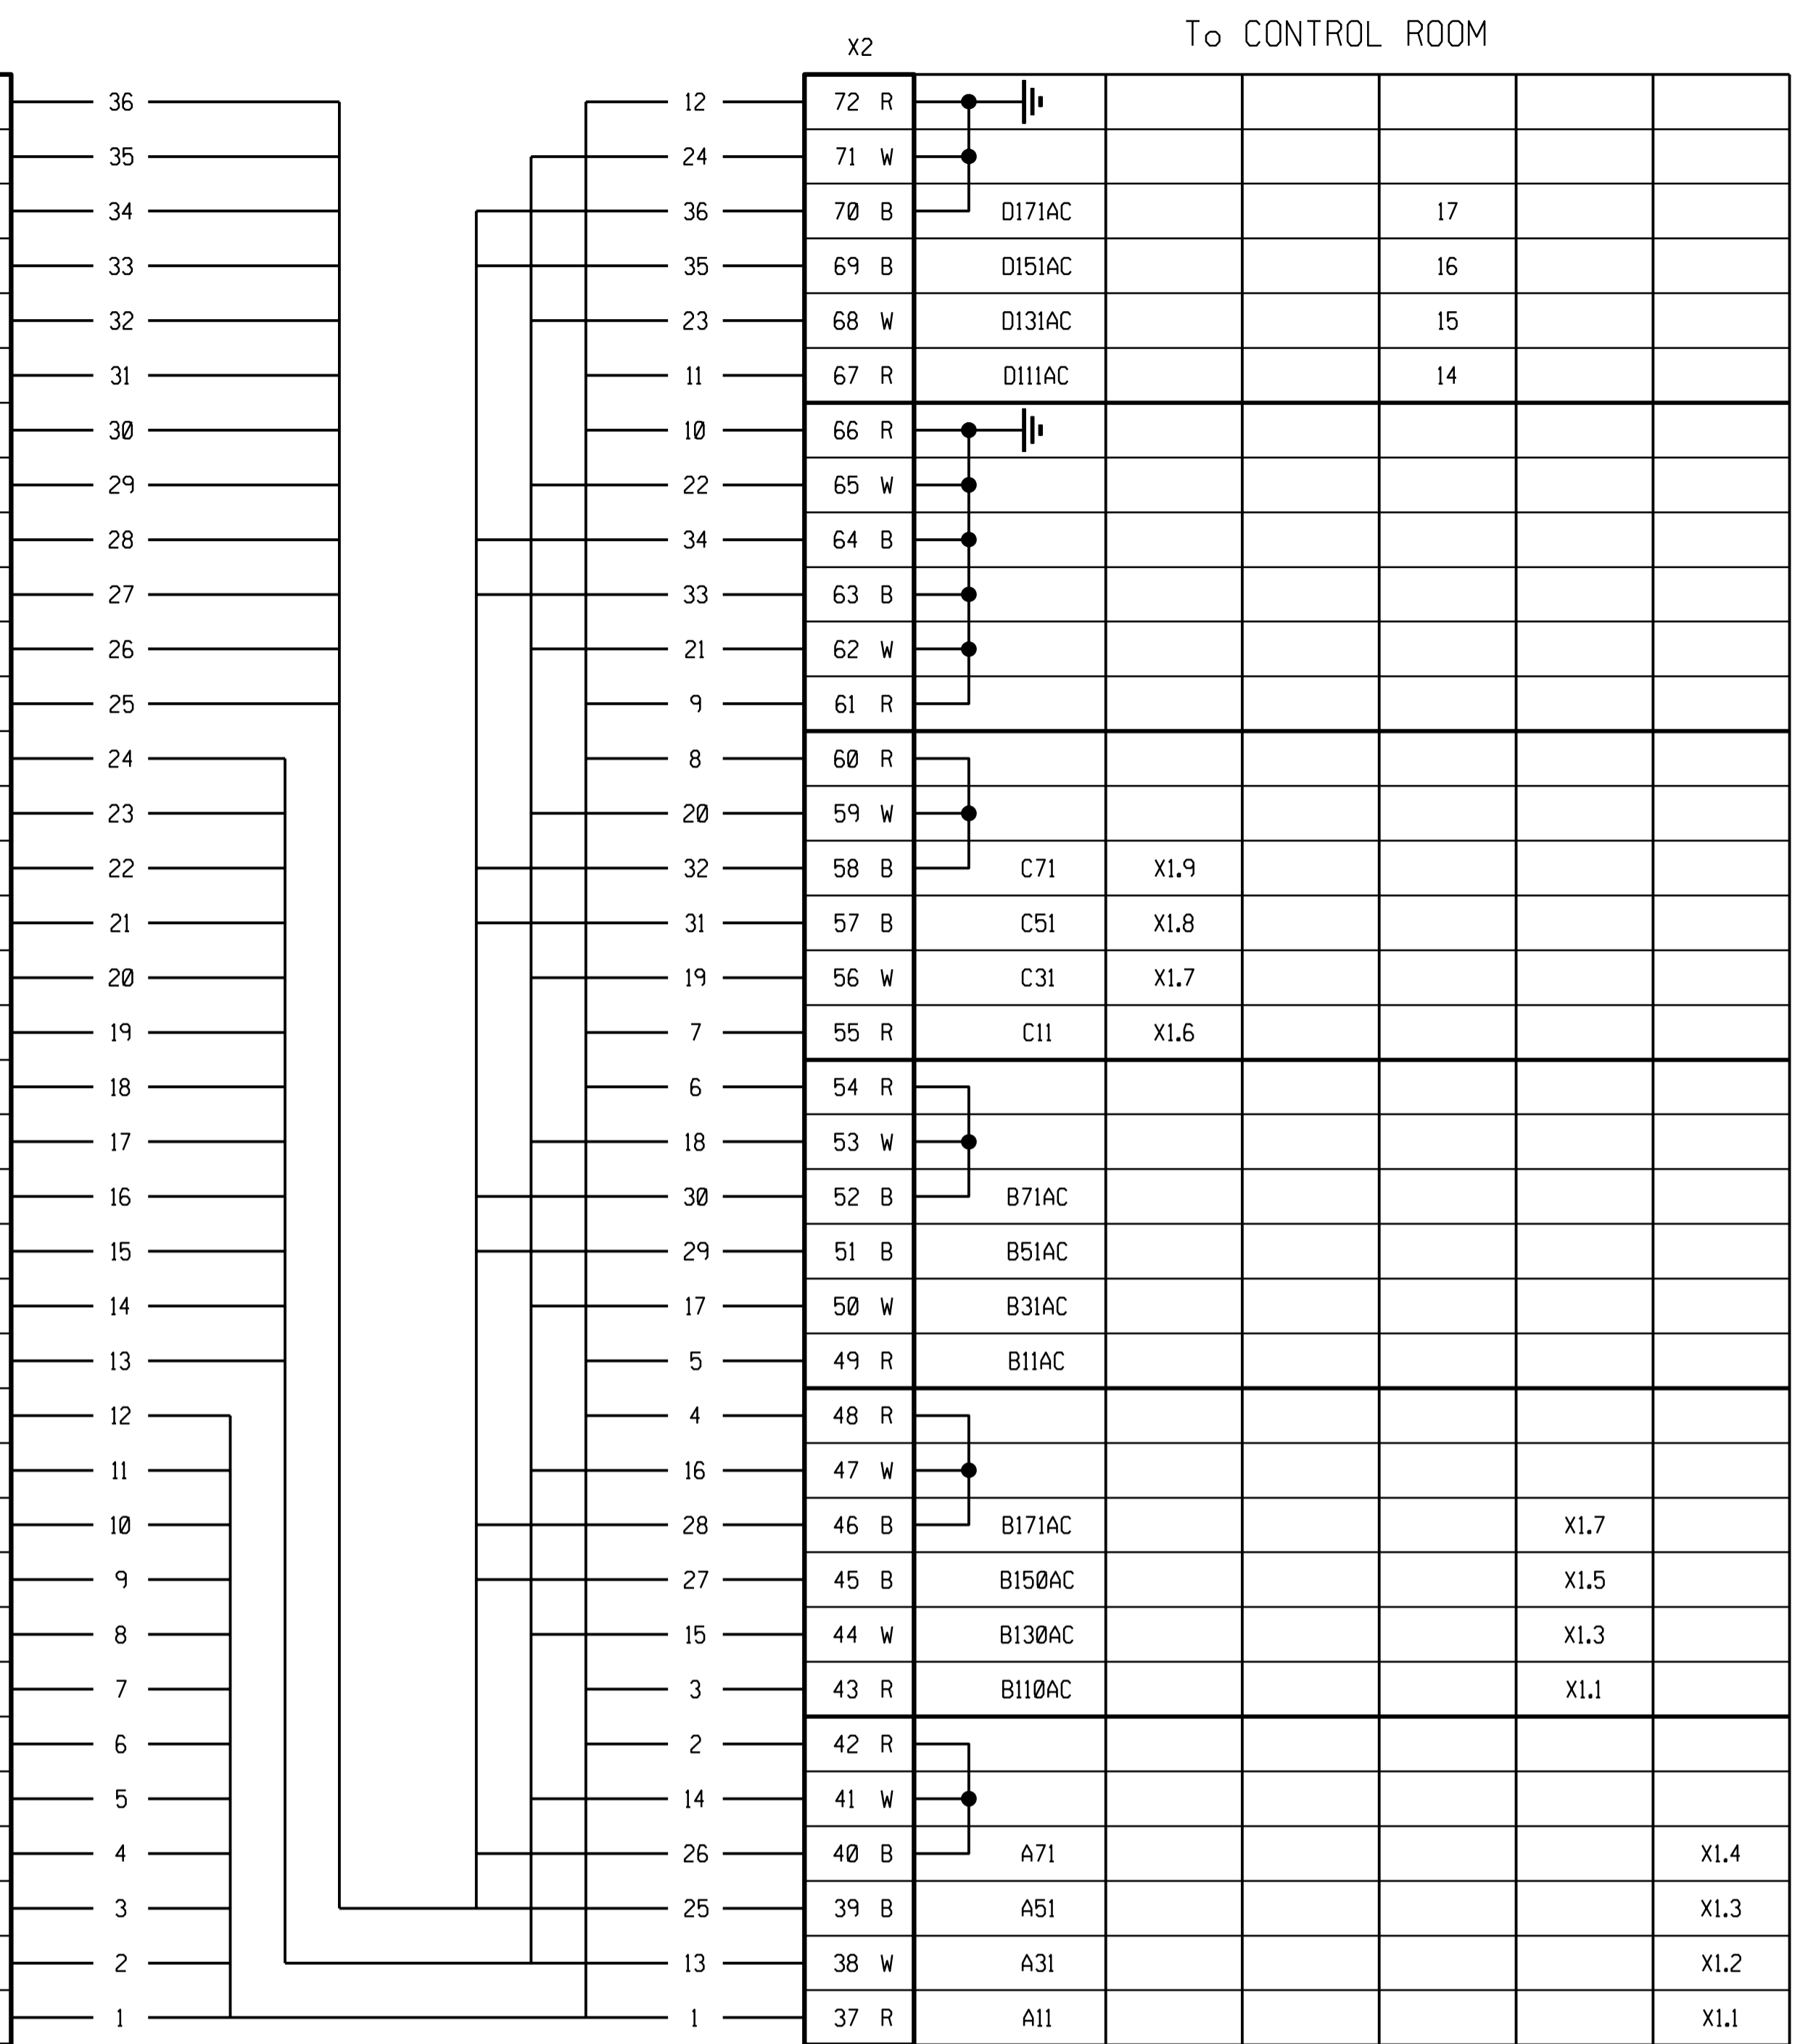 To CONTROL ROOM
X2
36 12 72 R
35 24 71 W
34 36 70 B D171AC 17
33 35 69 B D151AC 16
32 23 68 W D131AC 15
31 11 67 R D111AC 14
30 10 66 R
29 22 65 W
28 34 64 B
27 33 63 B
26 21 62 W
25 9 61 R
24 8 60 R
23 20 59 W
22 32 58 B C71 X1.9
21 31 57 B C51 X1.8
20 19 56 W C31 X1.7
19 7 55 R C11 X1.6
18 6 54 R
17 18 53 W
16 30 52 B B71AC
15 29 51 B B51AC
14 17 50 W B31AC
13 5 49 R B11AC
12 4 48 R
11 16 47 W
10 28 46 B B171AC X1.7
9 27 45 B B150AC X1.5
8 15 44 W B130AC X1.3
7 3 43 R B110AC X1.1
6 2 42 R
5 14 41 W
4 26 40 B A71 X1.4
3 25 39 B A51 X1.3
2 13 38 W A31 X1.2
1 1 37 R A11 X1.1